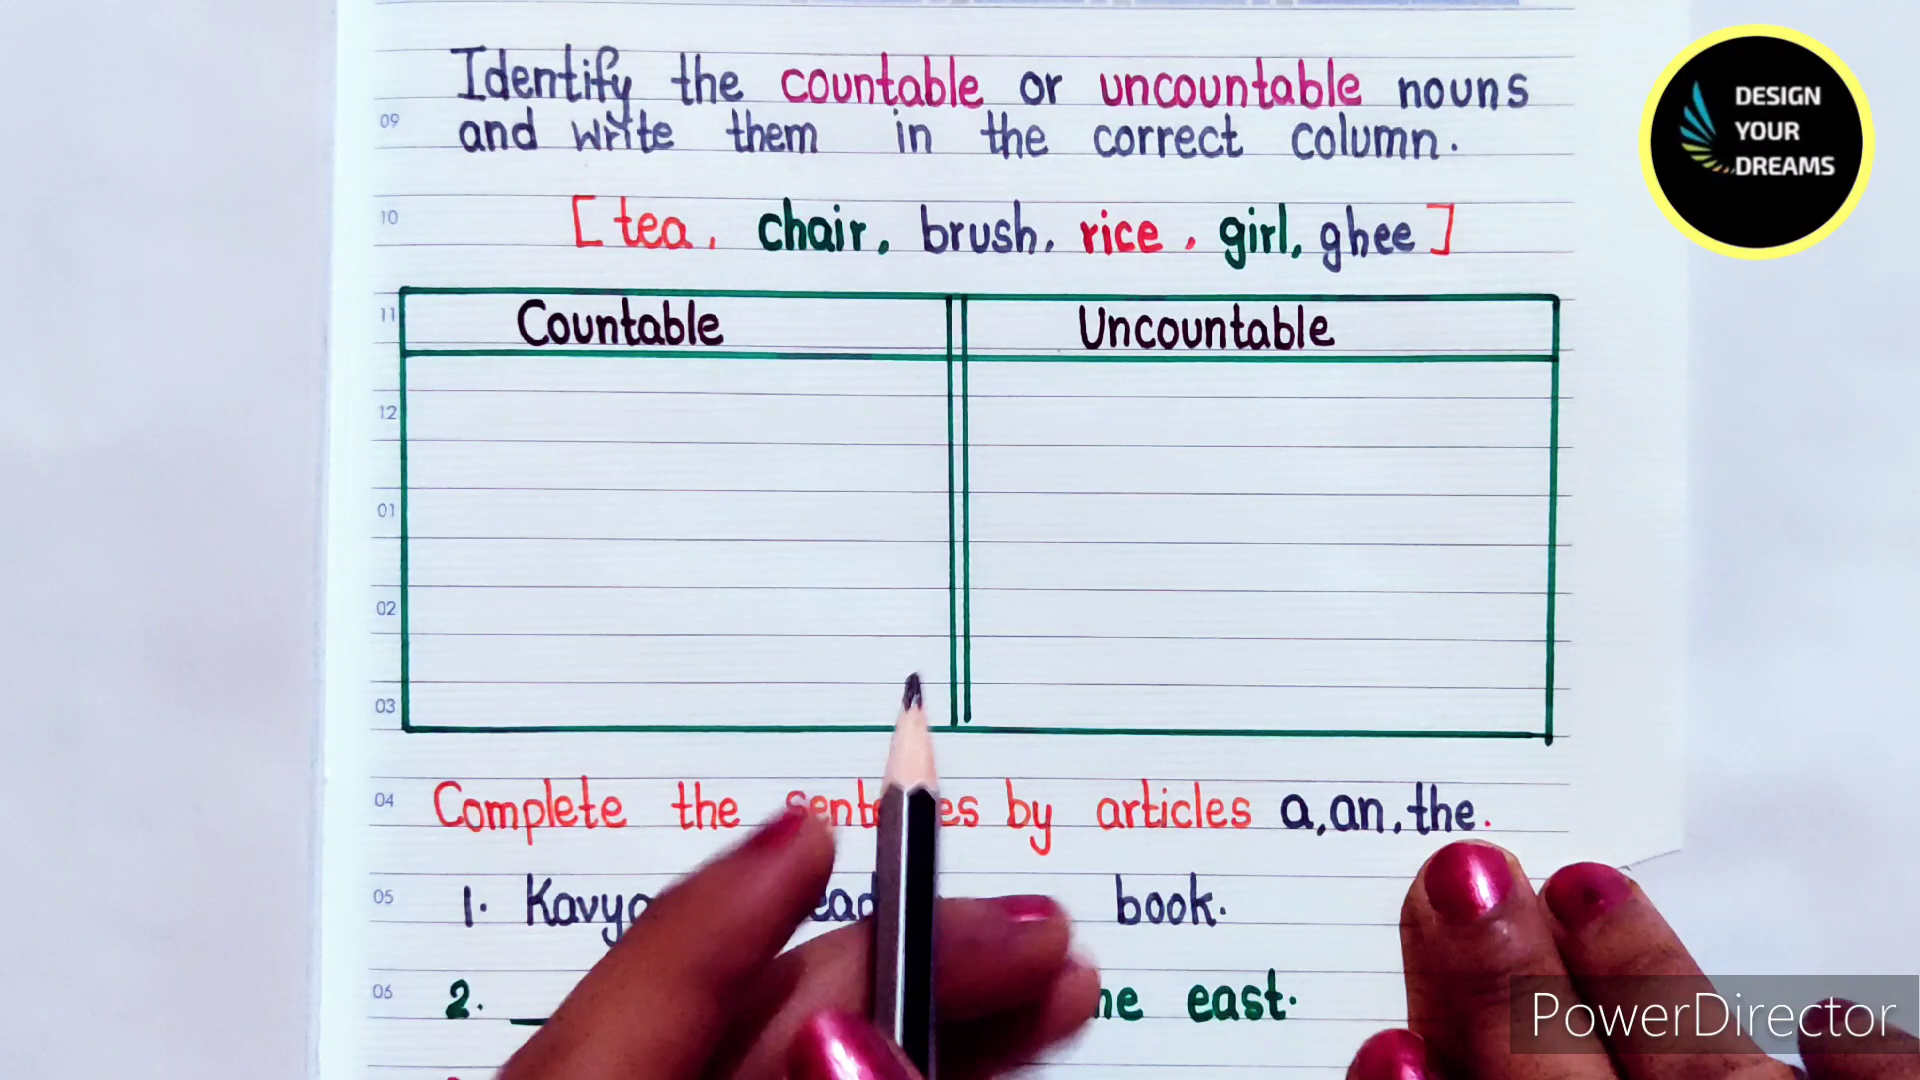 Identify the countable or uncountable nouns
and write them in the correct column.
[tea, chair, brush, rice, girl, ghee]
Countable Uncountable
Complete the by articles a, an, the.
1. book.
2. east.
09
10
11
12
01
02
03
04
05
06
DESIGN
YOUR
DREAMS
PowerDirector